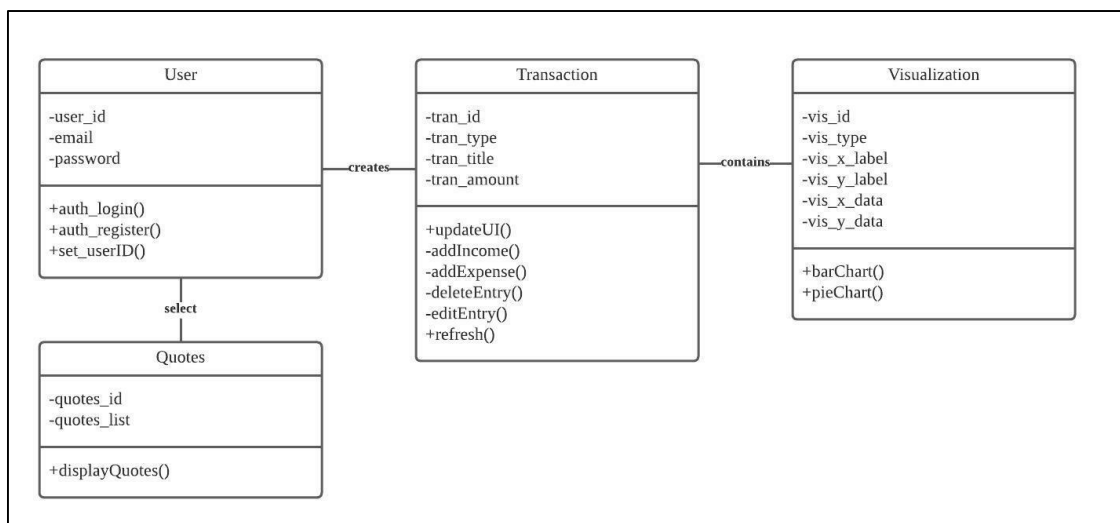 User
-user_id
-email
-password
+auth_login()
+auth_register()
+set_userID()
creates
Transaction
-tran_id
-tran_type
-tran_title
-tran_amount
+updateUI()
-addIncome()
-addExpense()
-deleteEntry()
-editEntry()
+refresh()
contains
Visualization
-vis_id
-vis_type
-vis_x_label
-vis_y_label
-vis_x_data
-vis_y_data
+barChart()
+pieChart()
select
Quotes
-quotes_id
-quotes_list
+displayQuotes()